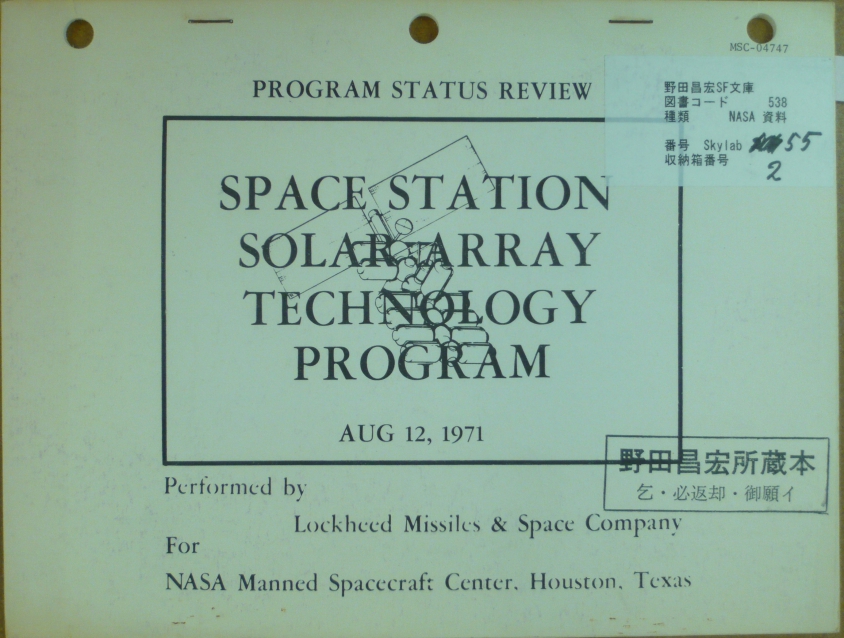 MSC-04747
PROGRAM STATUS REVIEW
野田昌宏SF文庫
図書コード 538
種類 NASA 資料
番号 Skylab 55
収納箱番号 2
SPACE STATION
SOLAR ARRAY
TECHNOLOGY
PROGRAM
AUG 12, 1971
野田昌宏所蔵本
乞・必返却・御願イ
Performed by
Lockheed Missiles & Space Company
For
NASA Manned Spacecraft Center, Houston, Texas